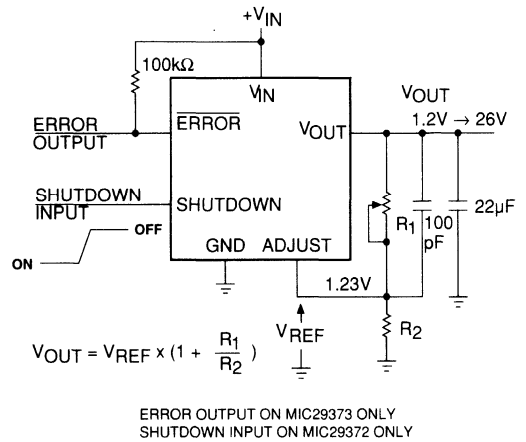 +VIN
100kΩ
VIN
VOUT
ERROR
OUTPUT
ERROR
VOUT
1.2V → 26V
SHUTDOWN
INPUT
SHUTDOWN
R1
100
pF
22µF
OFF
ON
GND
ADJUST
1.23V
VREF
R2
VOUT = VREF x (1 + R1/R2 )
ERROR OUTPUT ON MIC29373 ONLY
SHUTDOWN INPUT ON MIC29372 ONLY